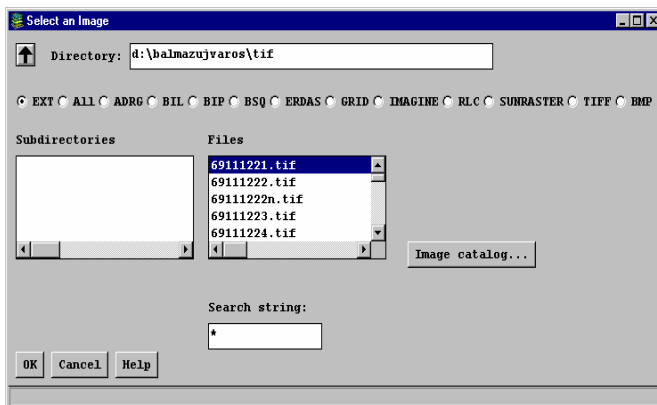 Select an Image
Directory: d:\balmazujvaros\tif
EXT All ADRG BIL BIP BSQ ERDAS GRID IMAGINE RLC SUNRASTER TIFF BMP
Subdirectories
Files
69111221.tif
69111222.tif
69111222n.tif
69111223.tif
69111224.tif
Image catalog...
Search string:
*
OK Cancel Help